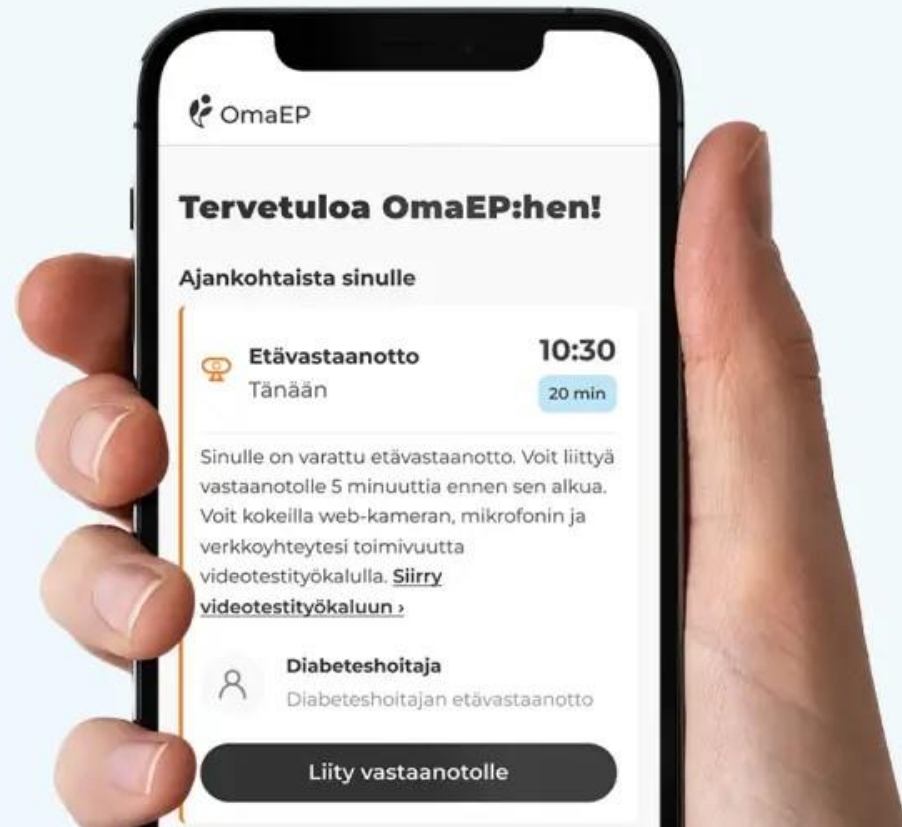 OmaEP
Tervetuloa OmaEP:hen!
Ajankohtaista sinulle
Etävastaanotto
Tänään
10:30
20 min
Sinulle on varattu etävastaanotto. Voit liittyä
vastaanotolle 5 minuuttia ennen sen alkua.
Voit kokeilla web-kameran, mikrofonin ja
verkkoyhteytesi toimivuutta
videotestityökalulla. Siirry
videotestityökaluun ›
Diabeteshoitaja
Diabeteshoitajan etävastaanotto
Liity vastaanotolle